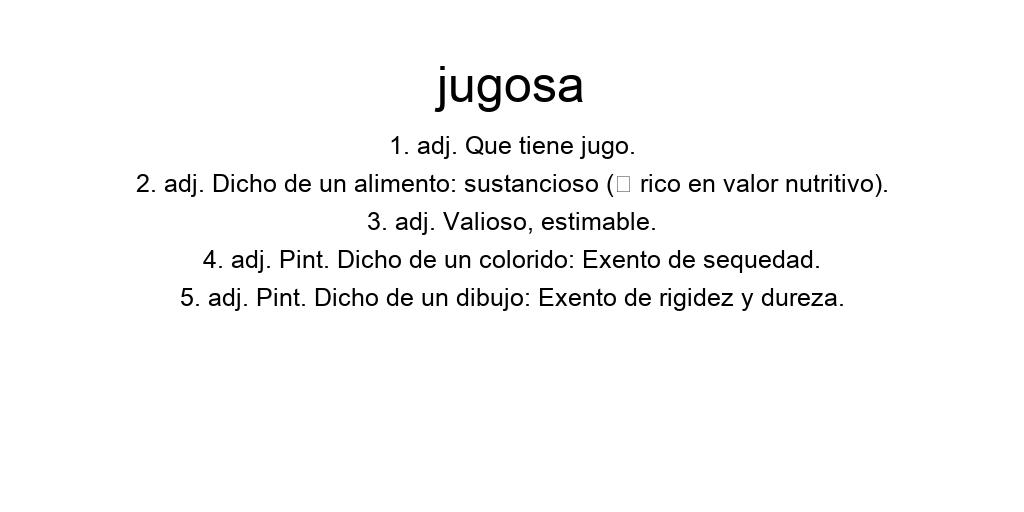 jugosa
1. adj. Que tiene jugo.
2. adj. Dicho de un alimento: sustancioso (▯ rico en valor nutritivo).
3. adj. Valioso, estimable.
4. adj. Pint. Dicho de un colorido: Exento de sequedad.
5. adj. Pint. Dicho de un dibujo: Exento de rigidez y dureza.